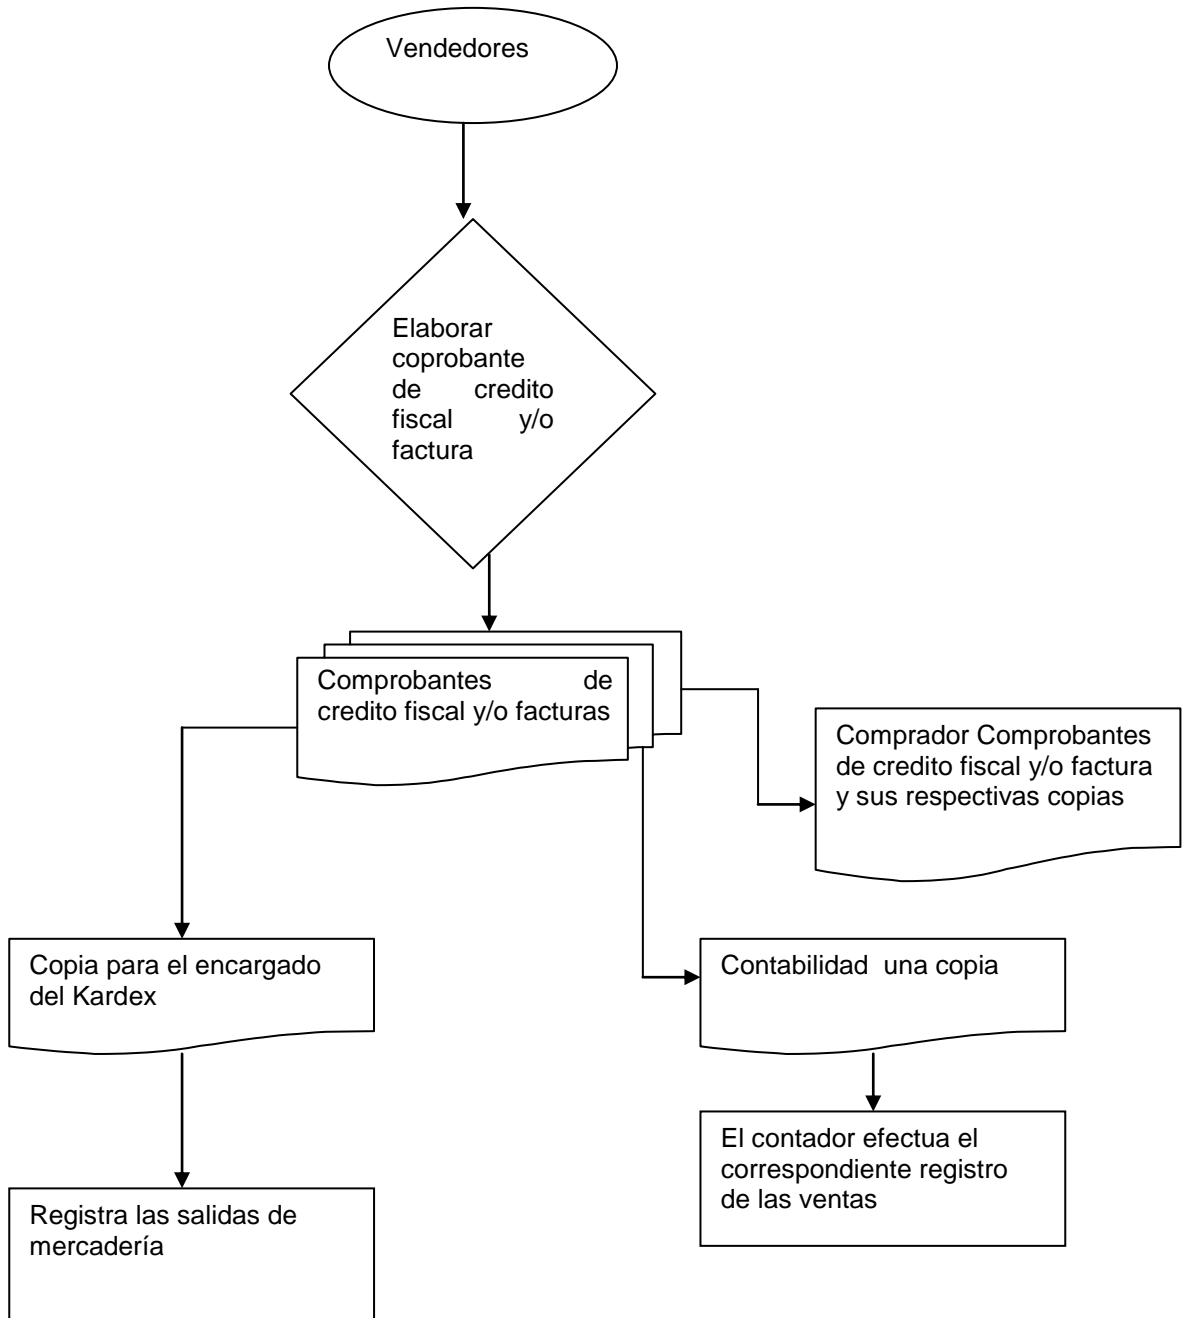 Vendedores
Elaborar
coprobante
de credito
fiscal y/o
factura
Comprobantes de
credito fiscal y/o facturas
Comprador Comprobantes
de credito fiscal y/o factura
y sus respectivas copias
Copia para el encargado
del Kardex
Contabilidad una copia
El contador efectua el
correspondiente registro
de las ventas
Registra las salidas de
mercadería